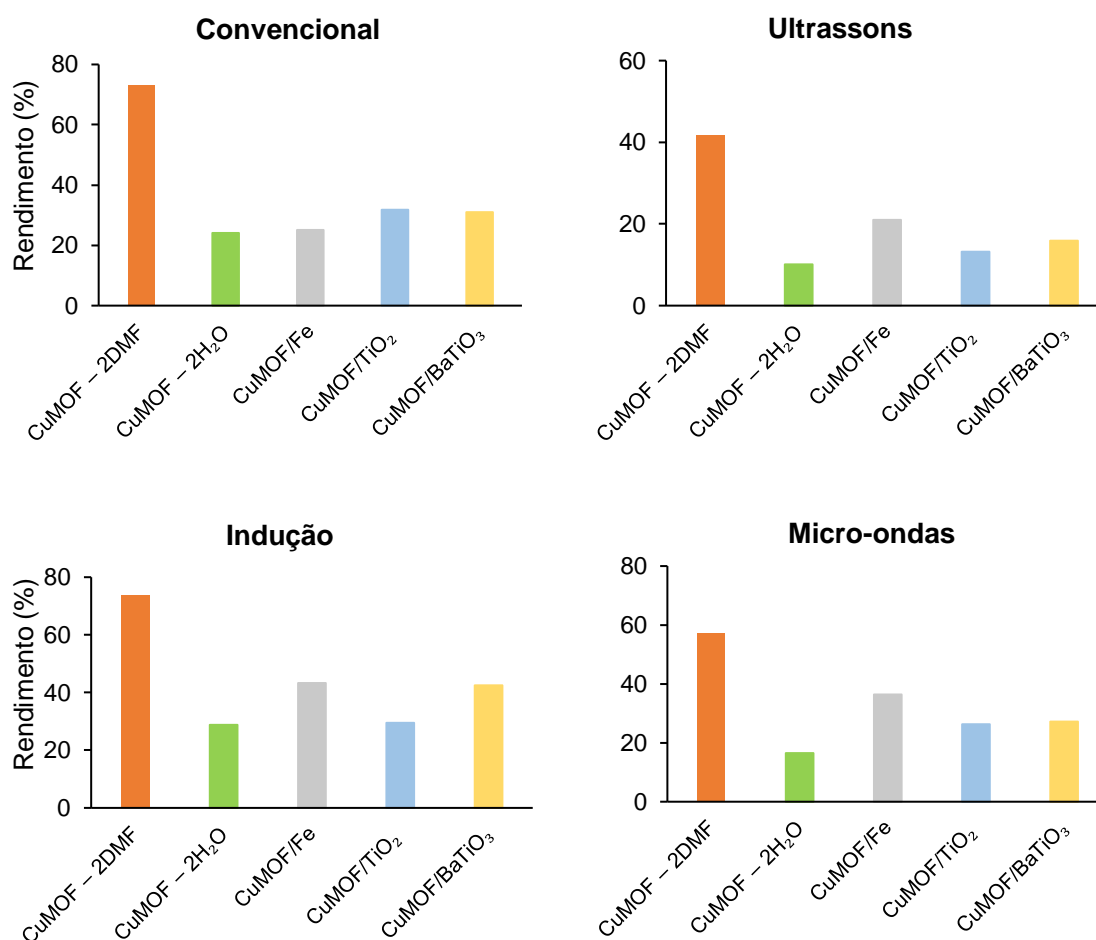 Convencional
Rendimento (%)
80
60
40
20
0
CuMOF – 2DMF
CuMOF – 2H₂O
CuMOF/Fe
CuMOF/TiO₂
CuMOF/BaTiO₃
Ultrassons
60
40
20
0
CuMOF – 2DMF
CuMOF – 2H₂O
CuMOF/Fe
CuMOF/TiO₂
CuMOF/BaTiO₃
Indução
Rendimento (%)
80
60
40
20
0
CuMOF – 2DMF
CuMOF – 2H₂O
CuMOF/Fe
CuMOF/TiO₂
CuMOF/BaTiO₃
Micro-ondas
80
60
40
20
0
CuMOF – 2DMF
CuMOF – 2H₂O
CuMOF/Fe
CuMOF/TiO₂
CuMOF/BaTiO₃